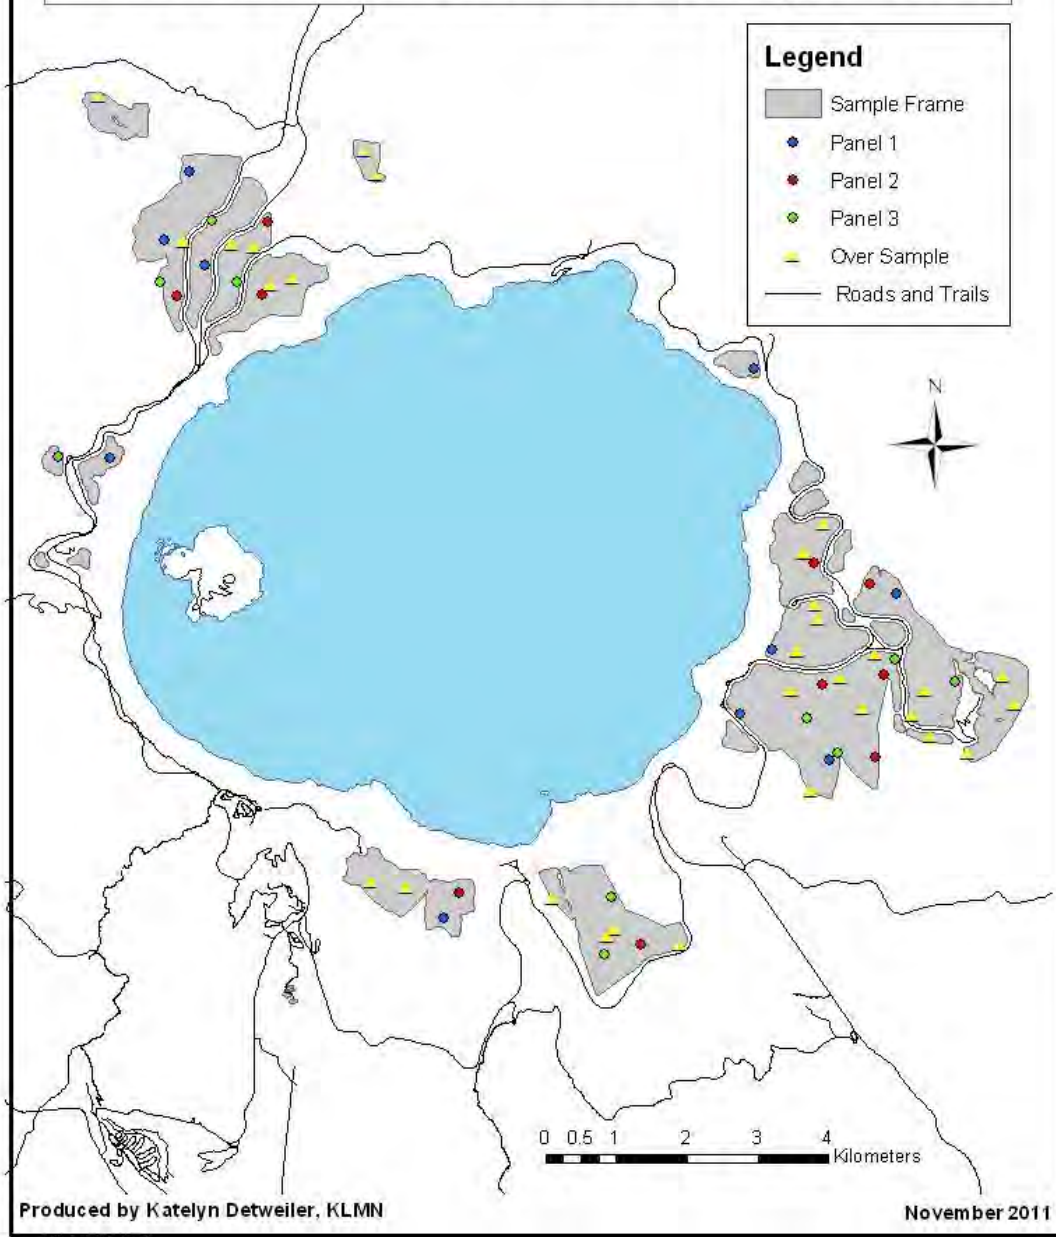 Legend
Sample Frame
Panel 1
Panel 2
Panel 3
Over Sample
Roads and Trails
N
0 0.5 1 2 3 4
Kilometers
Produced by Katelyn Detweiler, KLMN
November 2011